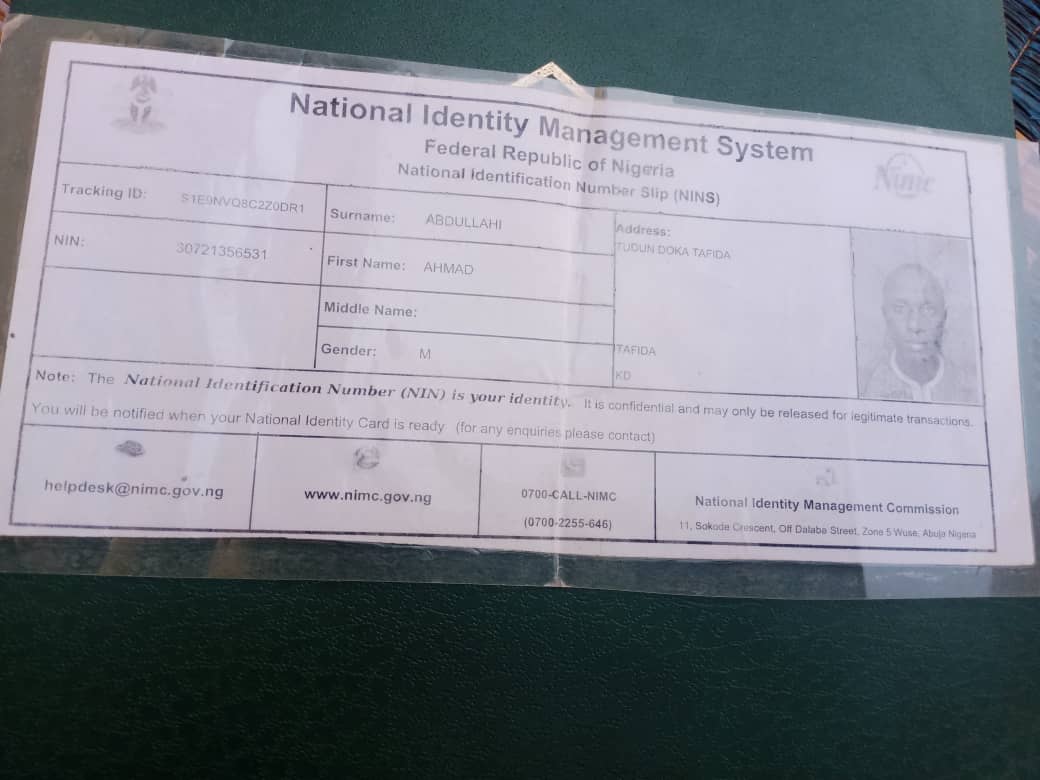 National Identity Management System
Federal Republic of Nigeria
National Identification Number Slip (NINS)
Nimc
Tracking ID: S1E9NVQ8C2Z0DR1
NIN: 30721356531
Surname: ABDULLAHI
First Name: AHMAD
Middle Name:
Gender: M
Address:
TUDUN DOKA TAFIDA
TAFIDA
KD
Note: The National Identification Number (NIN) is your identity. It is confidential and may only be released for legitimate transactions.
You will be notified when your National Identity Card is ready (for any enquiries please contact)
helpdesk@nimc.gov.ng
www.nimc.gov.ng
0700-CALL-NIMC
(0700-2255-646)
National Identity Management Commission
11, Sokode Crescent, Off Dalaba Street, Zone 5 Wuse, Abuja Nigeria